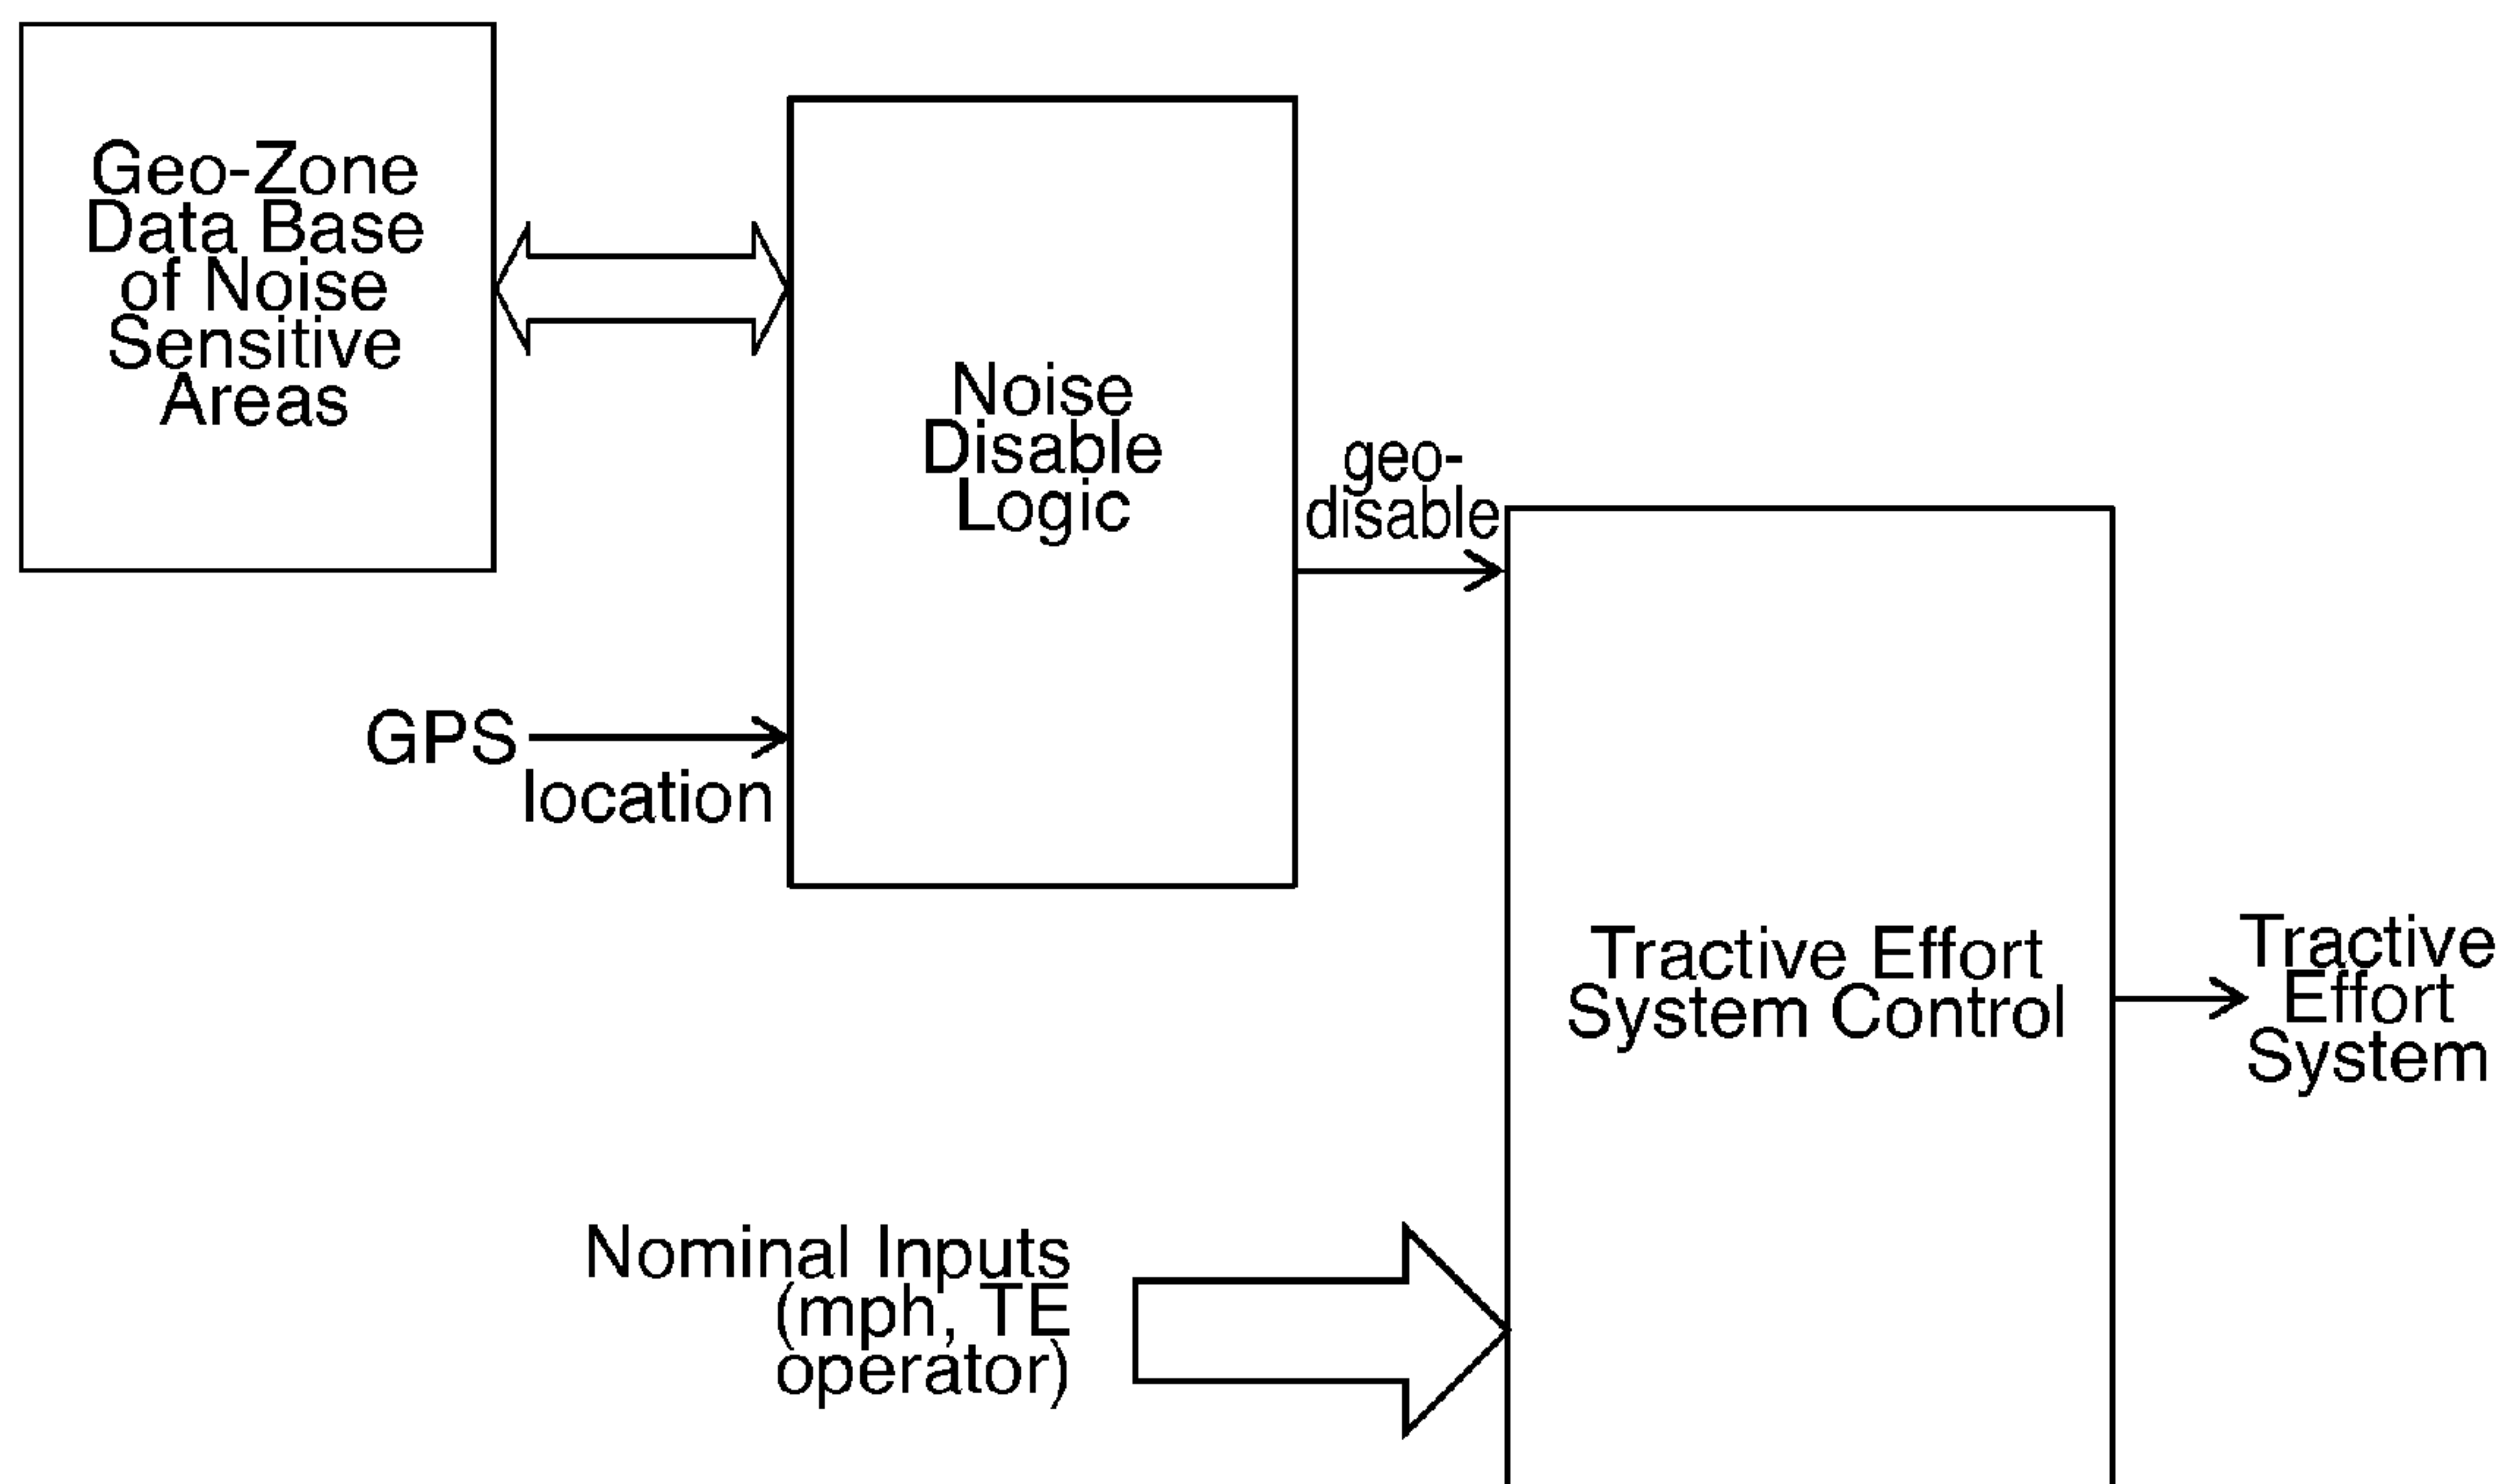 Geo-Zone
Data Base
of Noise
Sensitive
Areas
Noise
Disable
Logic
geo-
disable
GPS
location
Tractive Effort
System Control
Tractive
Effort
System
Nominal Inputs
(mph, TE
operator)